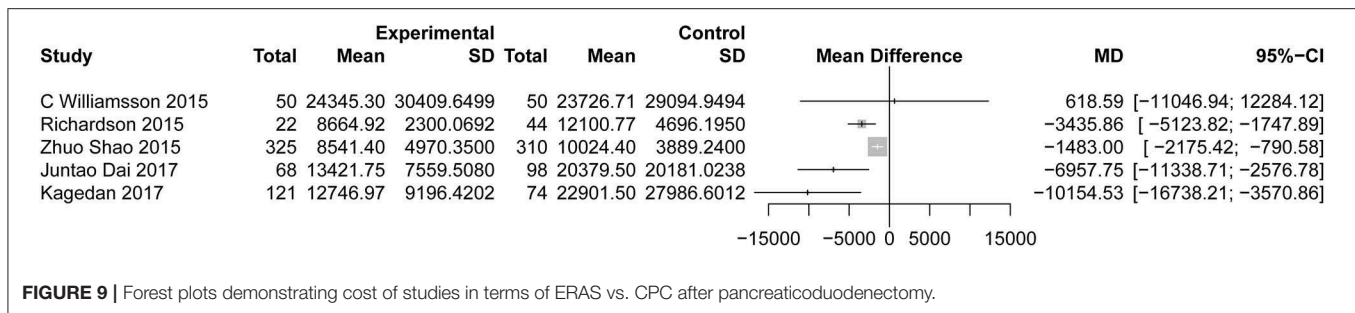 Experimental Control
Study Total Mean SD Total Mean SD Mean Difference MD 95%−CI
C Williamsson 2015 50 24345.30 30409.6499 50 23726.71 29094.9494 618.59 [−11046.94; 12284.12]
Richardson 2015 22 8664.92 2300.0692 44 12100.77 4696.1950 −3435.86 [ −5123.82; −1747.89]
Zhuo Shao 2015 325 8541.40 4970.3500 310 10024.40 3889.2400 −1483.00 [ −2175.42; −790.58]
Juntao Dai 2017 68 13421.75 7559.5080 98 20379.50 20181.0238 −6957.75 [−11338.71; −2576.78]
Kagedan 2017 121 12746.97 9196.4202 74 22901.50 27986.6012 −10154.53 [−16738.21; −3570.86]
−15000 −5000 0 5000 15000
FIGURE 9 | Forest plots demonstrating cost of studies in terms of ERAS vs. CPC after pancreaticoduodenectomy.